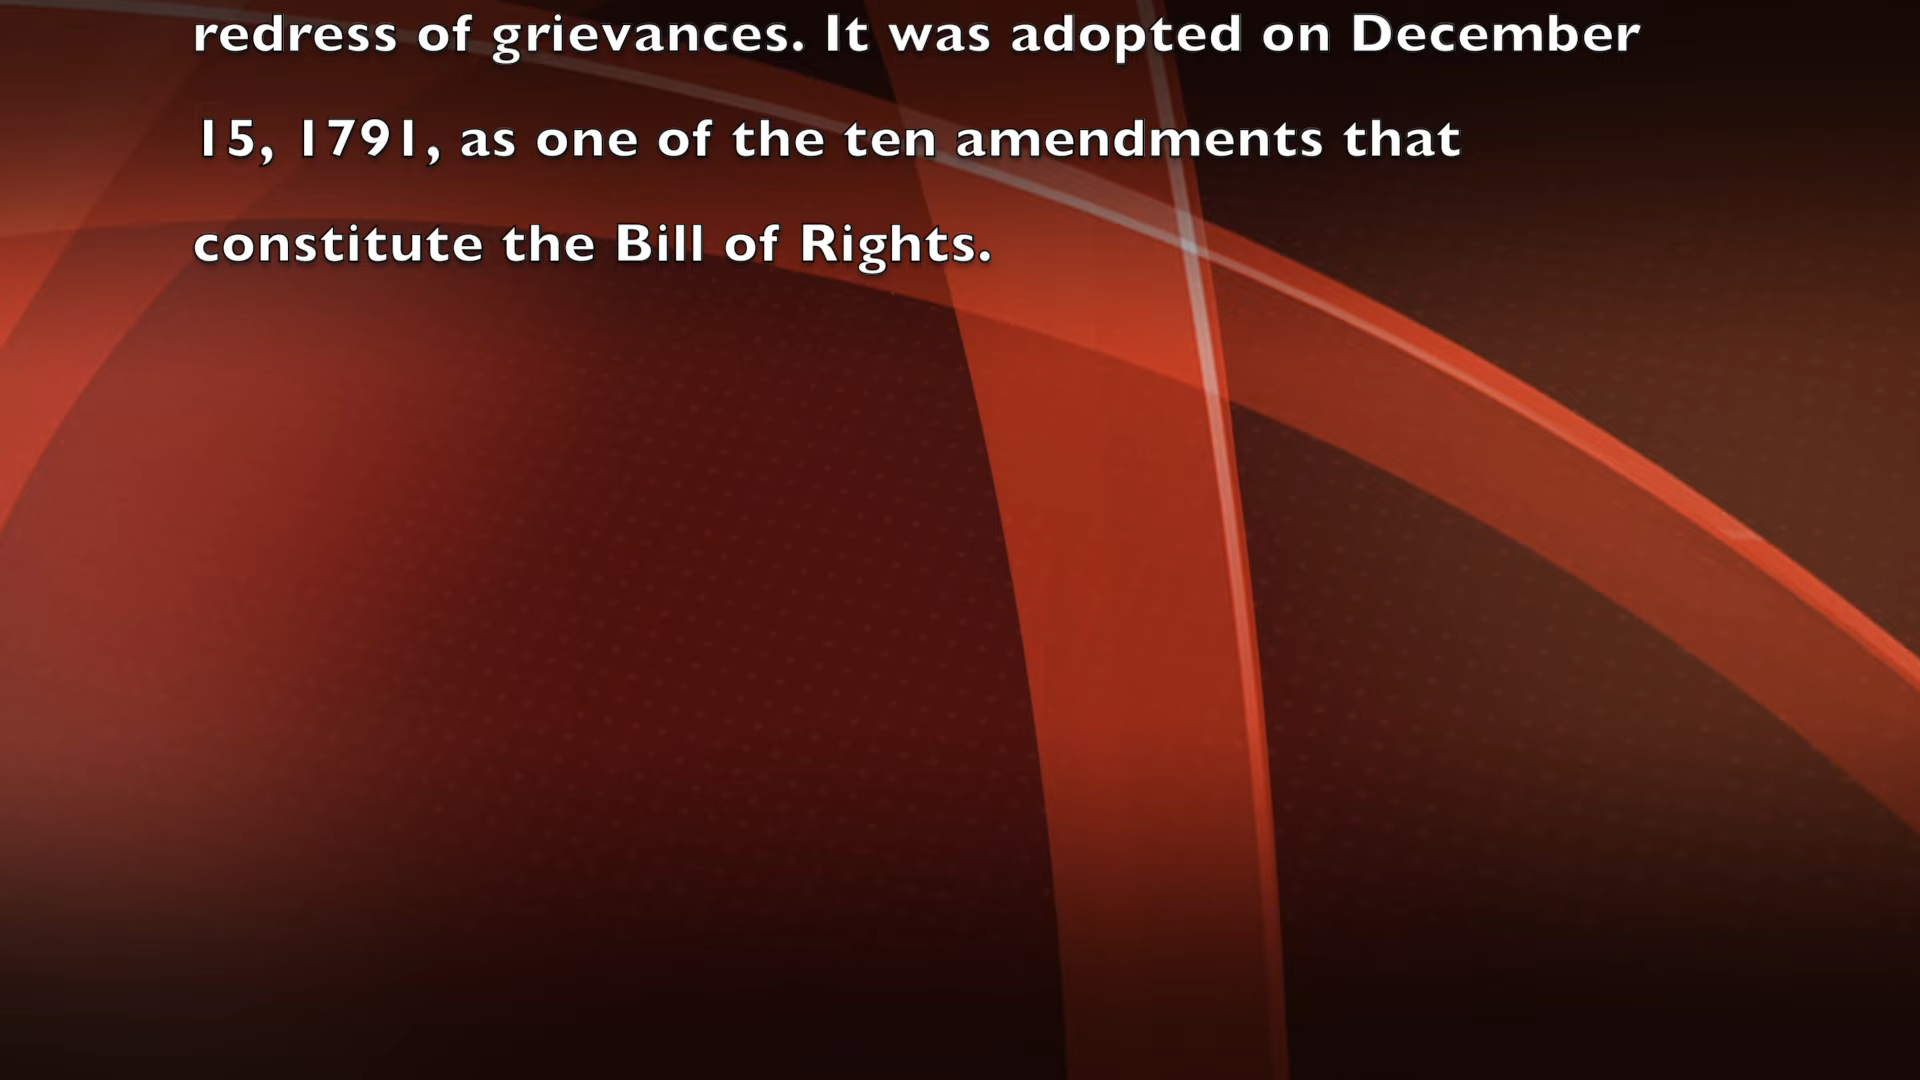 redress of grievances. It was adopted on December
15, 1791, as one of the ten amendments that
constitute the Bill of Rights.